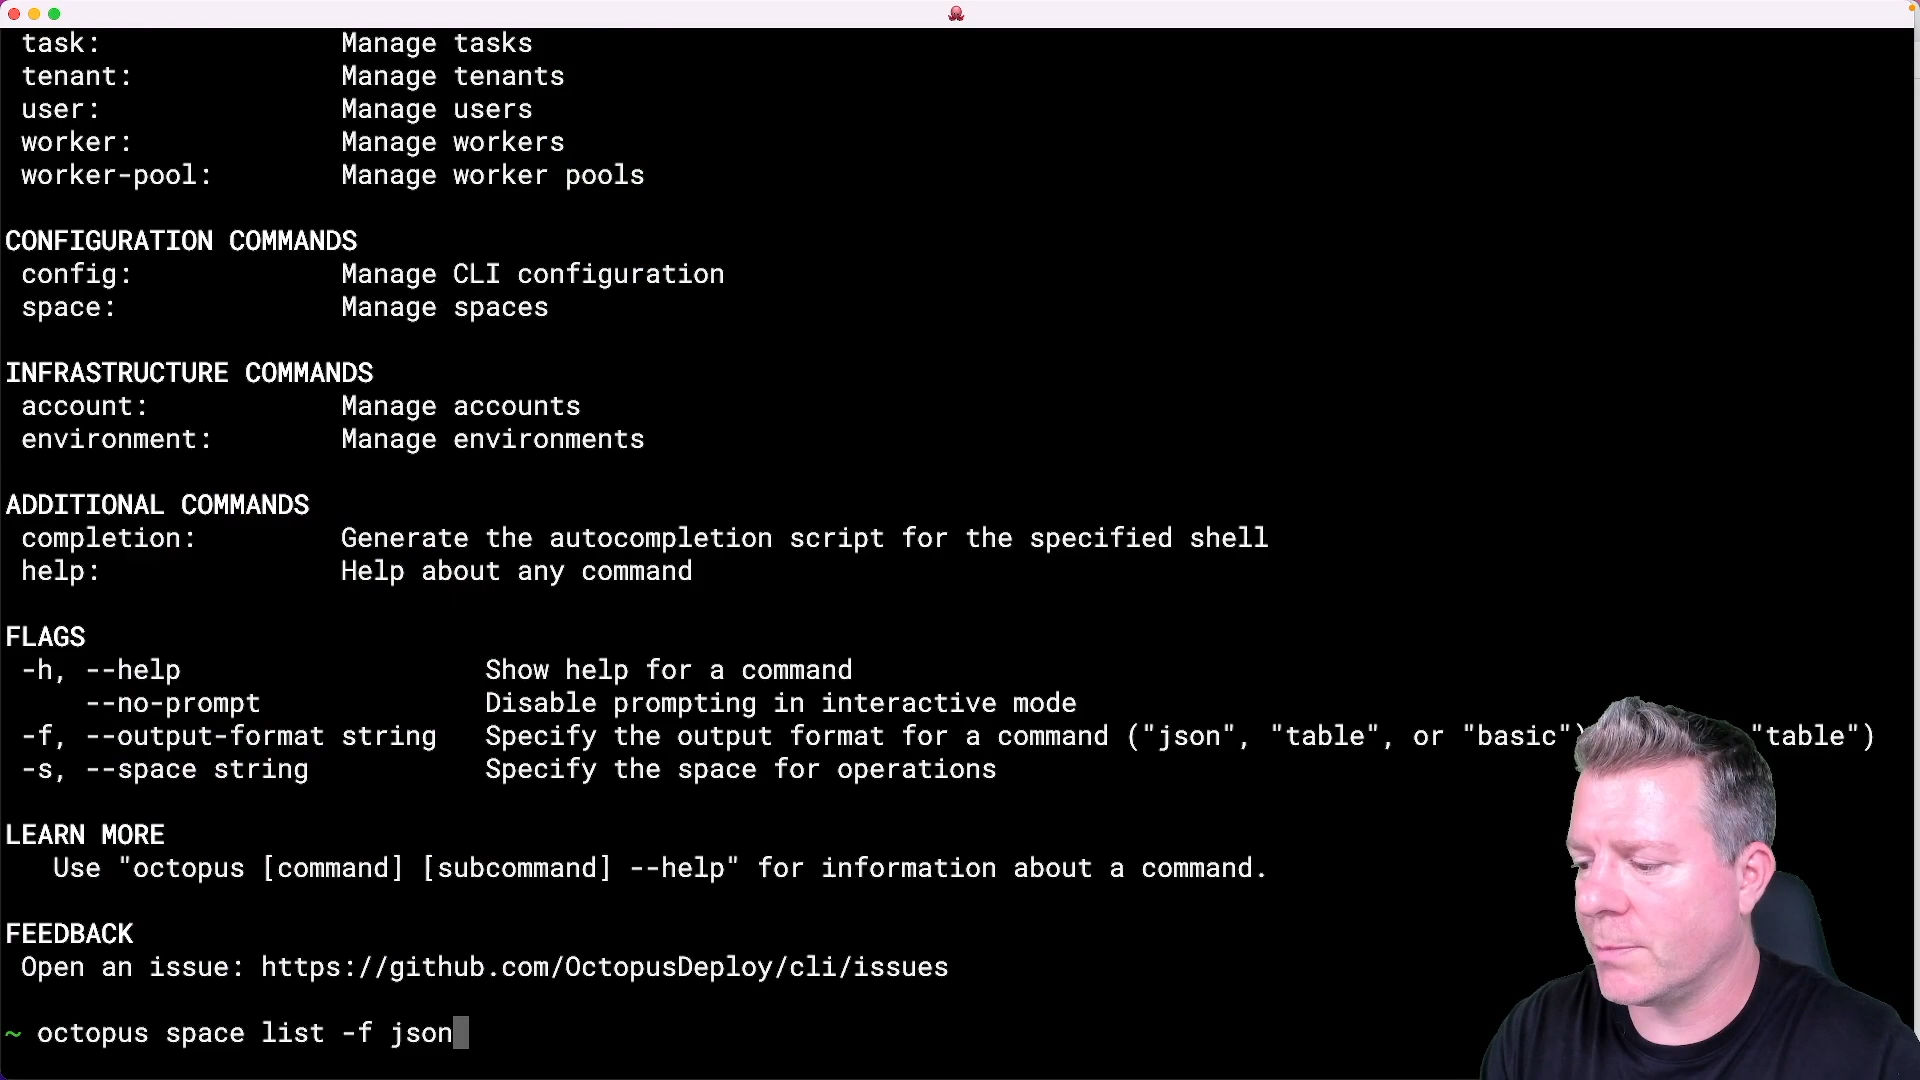 task: Manage tasks
tenant: Manage tenants
user: Manage users
worker: Manage workers
worker-pool: Manage worker pools
CONFIGURATION COMMANDS
config: Manage CLI configuration
space: Manage spaces
INFRASTRUCTURE COMMANDS
account: Manage accounts
environment: Manage environments
ADDITIONAL COMMANDS
completion: Generate the autocompletion script for the specified shell
help: Help about any command
FLAGS
-h, --help Show help for a command
--no-prompt Disable prompting in interactive mode
-f, --output-format string Specify the output format for a command ("json", "table", or "basic") "table")
-s, --space string Specify the space for operations
LEARN MORE
Use "octopus [command] [subcommand] --help" for information about a command.
FEEDBACK
Open an issue: https://github.com/OctopusDeploy/cli/issues
~ octopus space list -f json